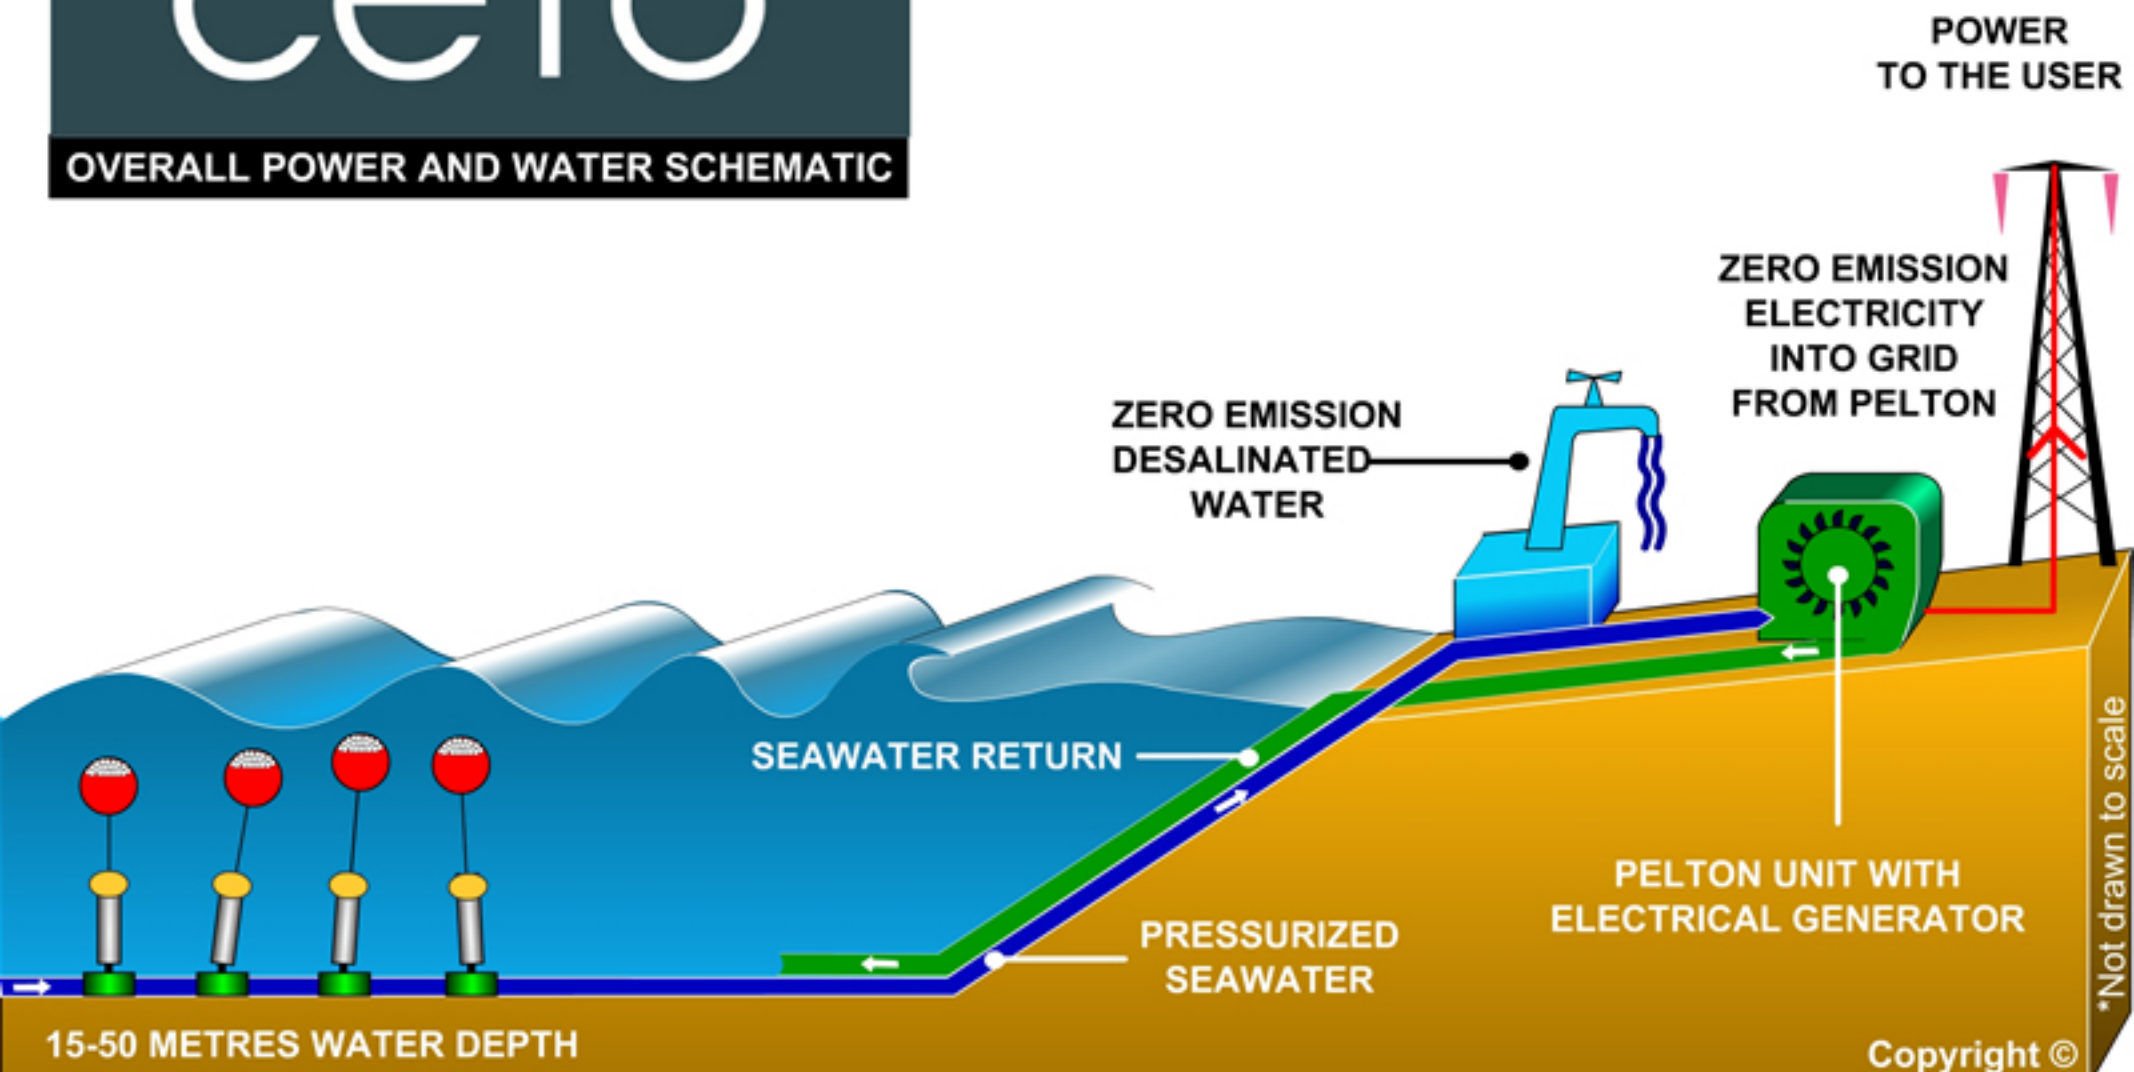 ceto
OVERALL POWER AND WATER SCHEMATIC
POWER
TO THE USER
ZERO EMISSION
ELECTRICITY
INTO GRID
FROM PELTON
ZERO EMISSION
DESALINATED
WATER
SEAWATER RETURN
PRESSURIZED
SEAWATER
PELTON UNIT WITH
ELECTRICAL GENERATOR
*Not drawn to scale
15-50 METRES WATER DEPTH
Copyright ©